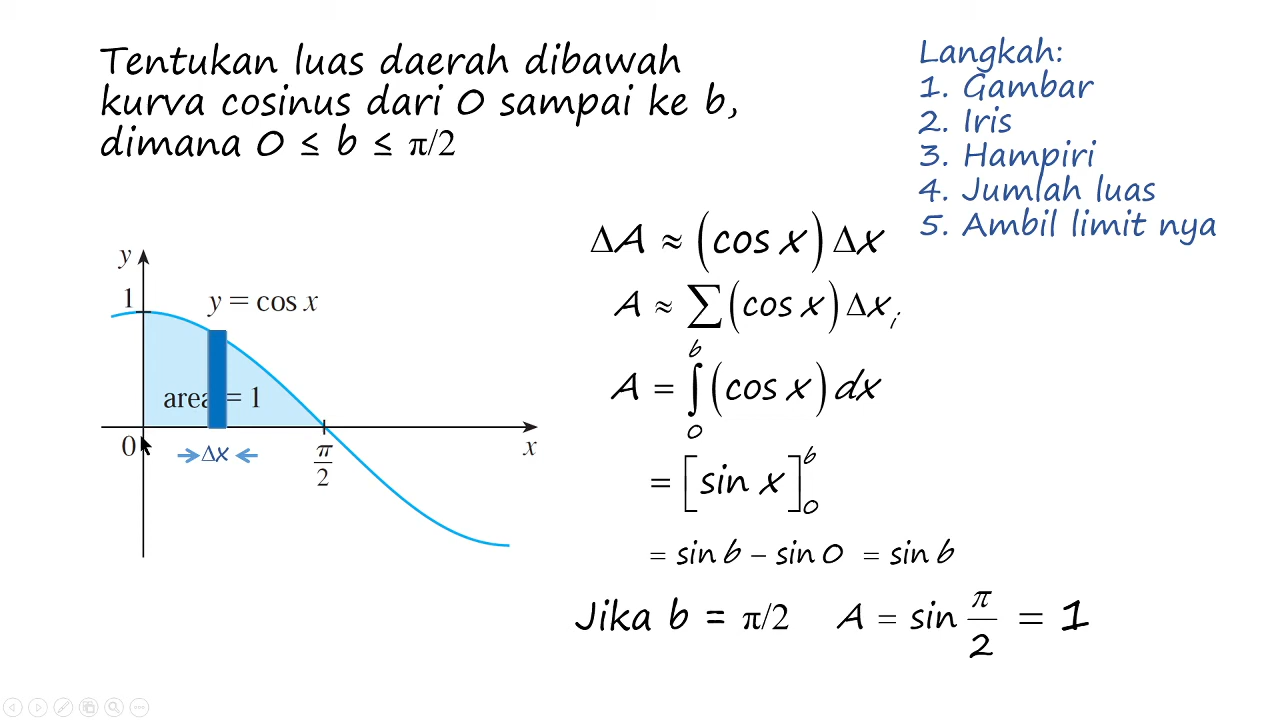 Tentukan luas daerah dibawah
kurva cosinus dari 0 sampai ke b,
dimana 0 ≤ b ≤ π/2
Langkah:
1. Gambar
2. Iris
3. Hampiri
4. Jumlah luas
5. Ambil limit nya
y
1
y = cos x
area = 1
0
→Δx←
π/2
x
ΔA ≈ (cos x) Δx
A ≈ ∑(cos x) Δxᵢ
A = ∫₀ᵇ (cos x) dx
= [sin x]₀ᵇ
= sin b – sin 0 = sin b
Jika b = π/2 A = sin π/2 = 1